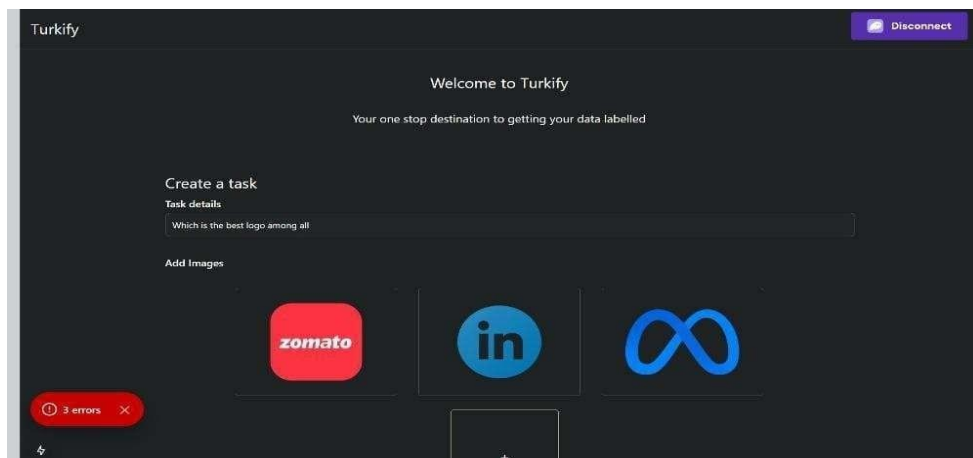 Turkify
Disconnect
Welcome to Turkify
Your one stop destination to getting your data labelled
Create a task
Task details
Which is the best logo among all
Add Images
zomato
in
3 errors